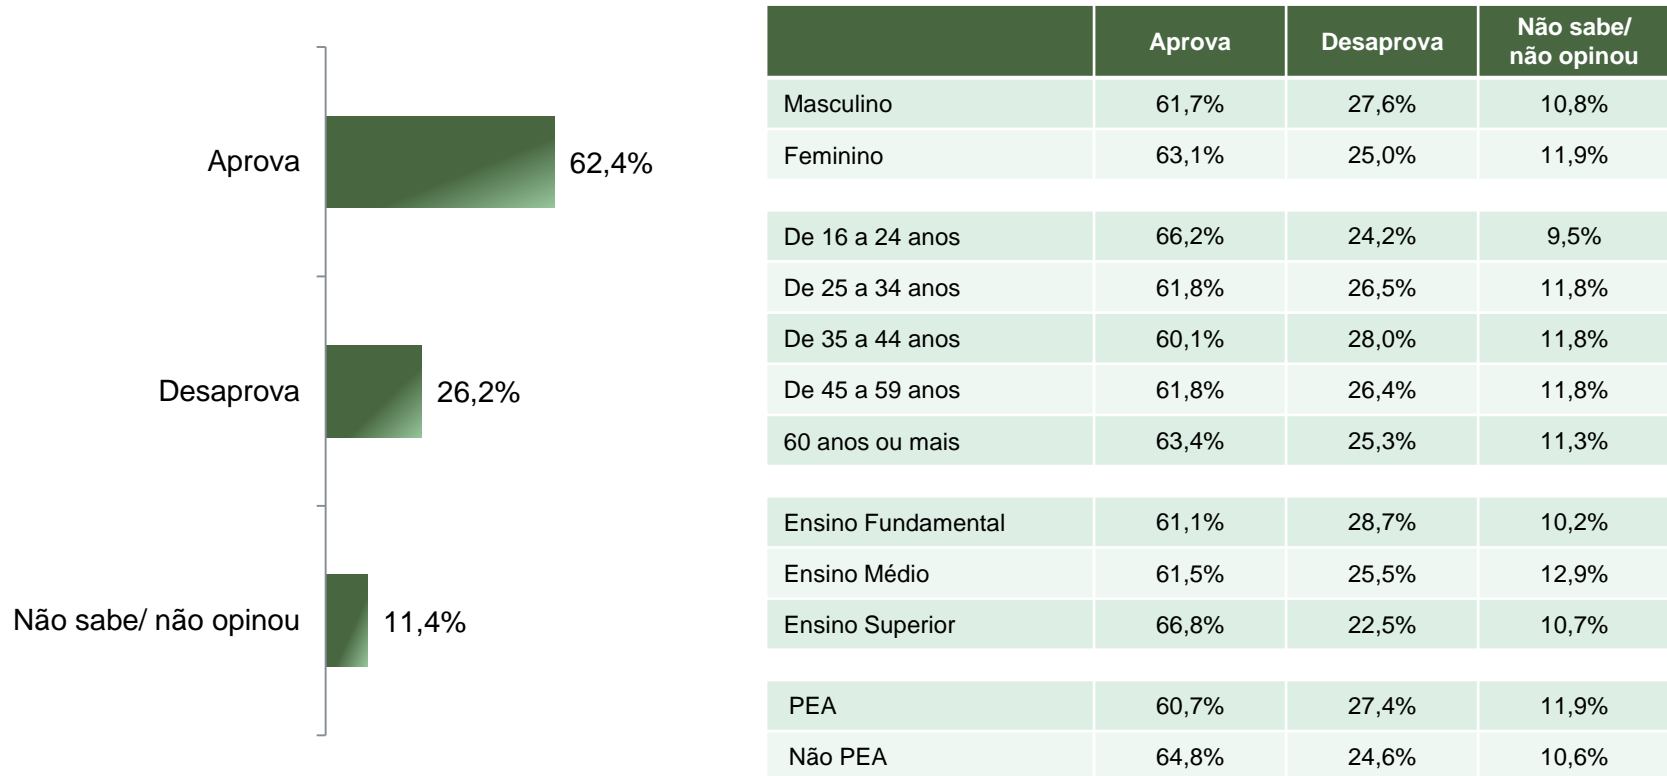 Aprova 62,4%
Desaprova 26,2%
Não sabe/ não opinou 11,4%
Aprova Desaprova Não sabe/
não opinou
Masculino 61,7% 27,6% 10,8%
Feminino 63,1% 25,0% 11,9%
De 16 a 24 anos 66,2% 24,2% 9,5%
De 25 a 34 anos 61,8% 26,5% 11,8%
De 35 a 44 anos 60,1% 28,0% 11,8%
De 45 a 59 anos 61,8% 26,4% 11,8%
60 anos ou mais 63,4% 25,3% 11,3%
Ensino Fundamental 61,1% 28,7% 10,2%
Ensino Médio 61,5% 25,5% 12,9%
Ensino Superior 66,8% 22,5% 10,7%
PEA 60,7% 27,4% 11,9%
Não PEA 64,8% 24,6% 10,6%